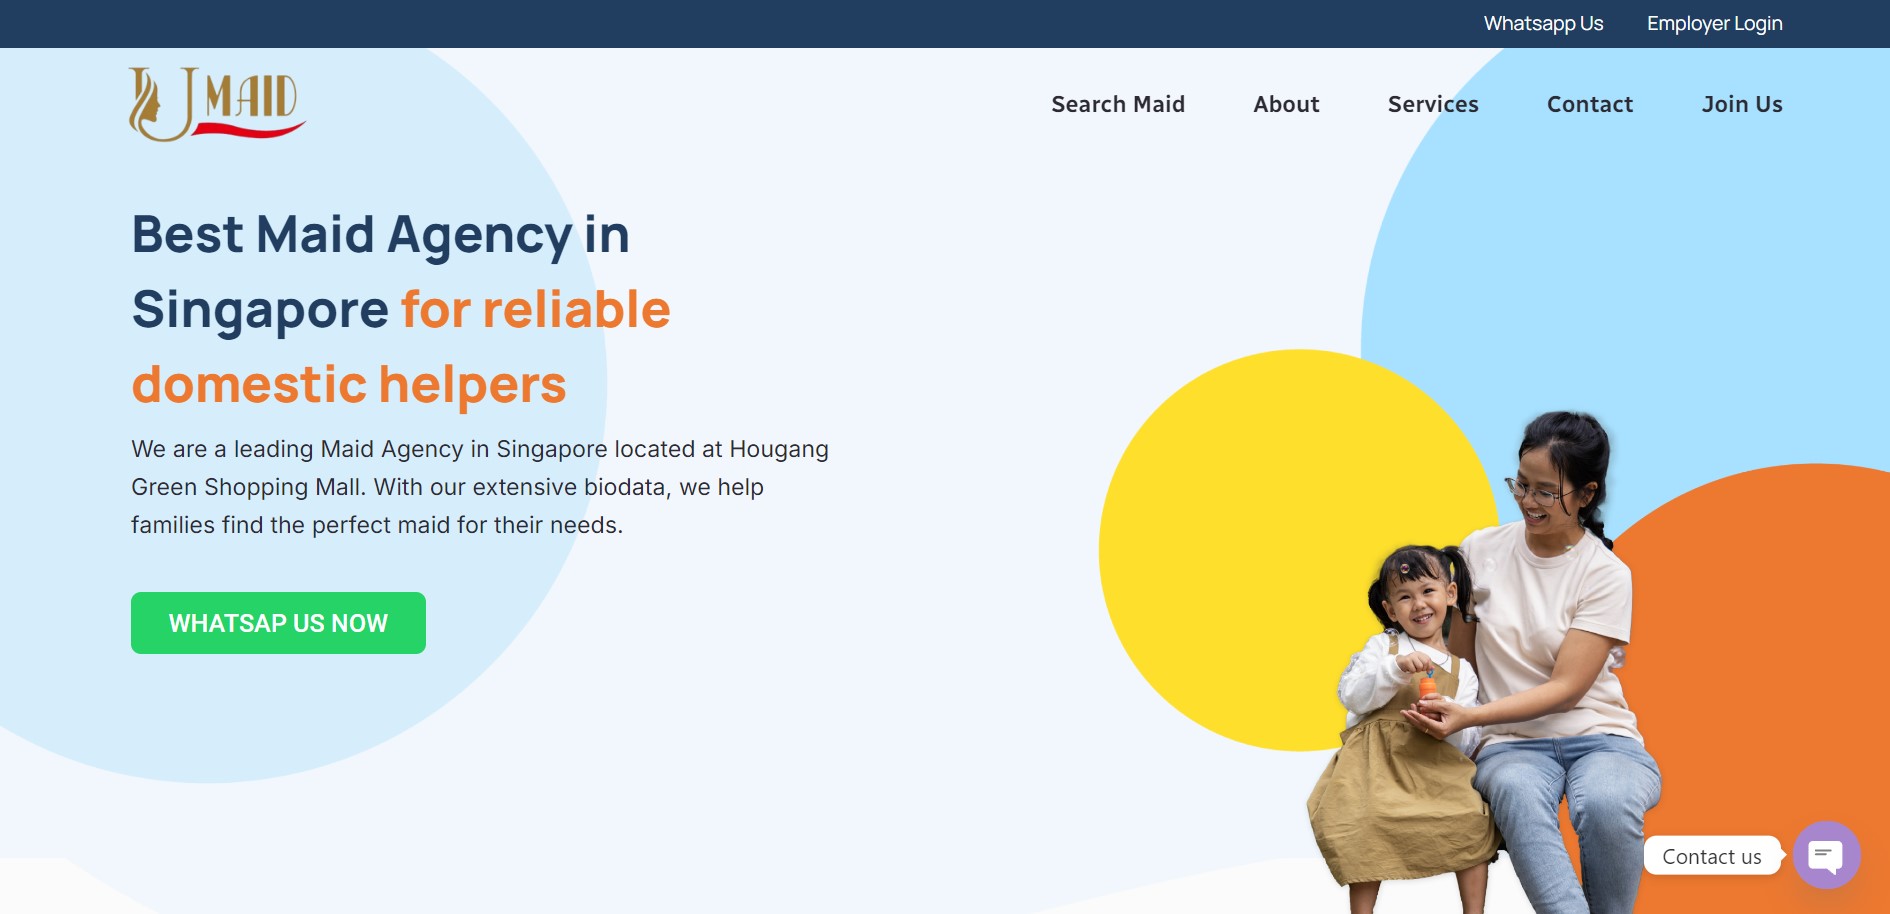 Whatsapp Us Employer Login
UJ MAID
Search Maid About Services Contact Join Us
Best Maid Agency in
Singapore for reliable
domestic helpers
We are a leading Maid Agency in Singapore located at Hougang
Green Shopping Mall. With our extensive biodata, we help
families find the perfect maid for their needs.
WHATSAP US NOW
Contact us